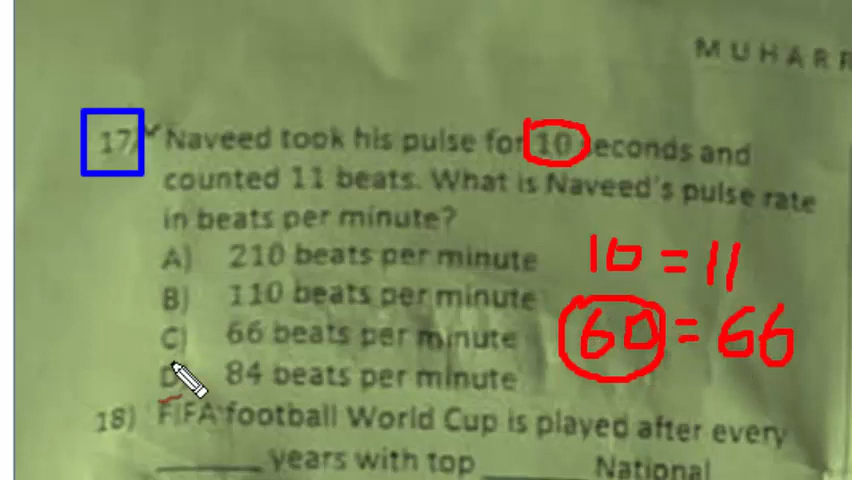 MUHARR
17) Naveed took his pulse for 10 seconds and
counted 11 beats. What is Naveed's pulse rate
in beats per minute?
A) 210 beats per minute
10 = 11
B) 110 beats per minute
C) 66 beats per minute
60 = 66
D 84 beats per minute
18) FIFA football World Cup is played after every
______ years with top ______ National